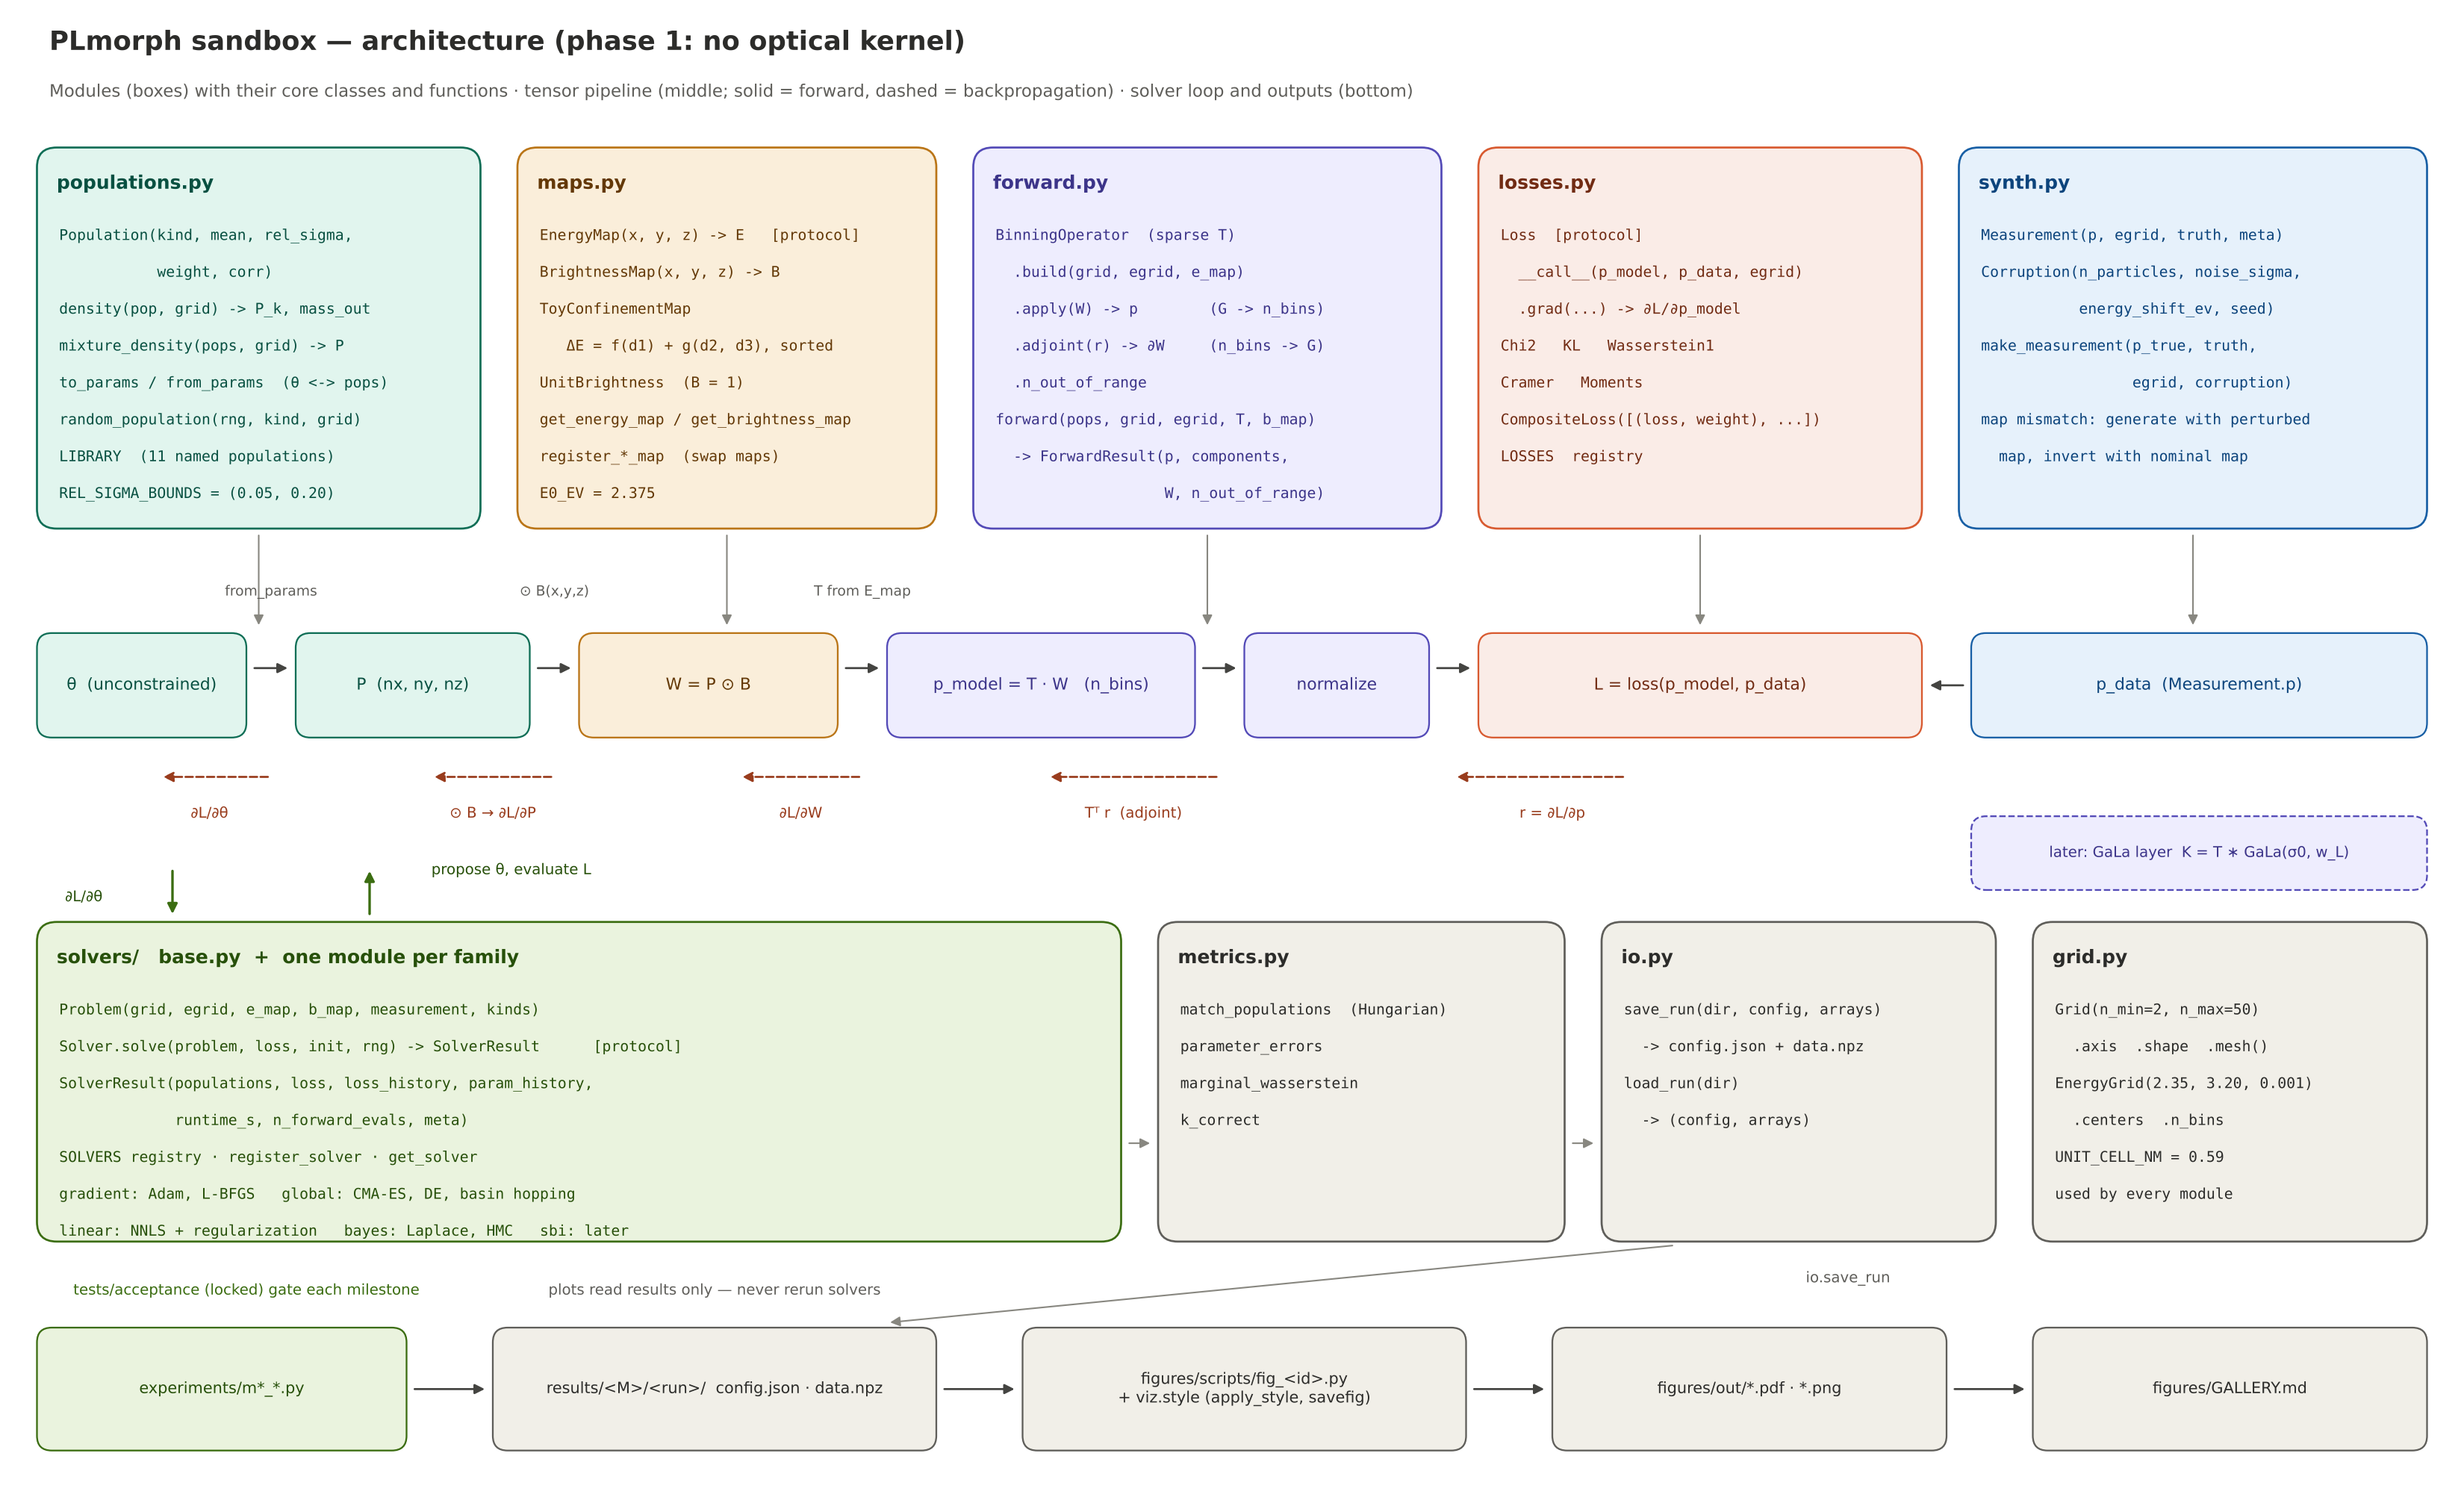 PLmorph sandbox — architecture (phase 1: no optical kernel)
Modules (boxes) with their core classes and functions · tensor pipeline (middle; solid = forward, dashed = backpropagation) · solver loop and outputs (bottom)
populations.py
Population(kind, mean, rel_sigma,
weight, corr)
density(pop, grid) -> P_k, mass_out
mixture_density(pops, grid) -> P
to_params / from_params  (θ <-> pops)
random_population(rng, kind, grid)
LIBRARY  (11 named populations)
REL_SIGMA_BOUNDS = (0.05, 0.20)
maps.py
EnergyMap(x, y, z) -> E   [protocol]
BrightnessMap(x, y, z) -> B
ToyConfinementMap
ΔE = f(d1) + g(d2, d3), sorted
UnitBrightness  (B = 1)
get_energy_map / get_brightness_map
register_*_map  (swap maps)
E0_EV = 2.375
forward.py
BinningOperator  (sparse T)
.build(grid, egrid, e_map)
.apply(W) -> p        (G -> n_bins)
.adjoint(r) -> ∂W     (n_bins -> G)
.n_out_of_range
forward(pops, grid, egrid, T, b_map)
-> ForwardResult(p, components,
W, n_out_of_range)
losses.py
Loss  [protocol]
__call__(p_model, p_data, egrid)
.grad(...) -> ∂L/∂p_model
Chi2   KL   Wasserstein1
Cramer   Moments
CompositeLoss([(loss, weight), ...])
LOSSES  registry
synth.py
Measurement(p, egrid, truth, meta)
Corruption(n_particles, noise_sigma,
energy_shift_ev, seed)
make_measurement(p_true, truth,
egrid, corruption)
map mismatch: generate with perturbed
map, invert with nominal map
from_params
⊙ B(x,y,z)
T from E_map
θ  (unconstrained)
P  (nx, ny, nz)
W = P ⊙ B
p_model = T · W   (n_bins)
normalize
L = loss(p_model, p_data)
p_data  (Measurement.p)
∂L/∂θ
⊙ B → ∂L/∂P
∂L/∂W
Tᵀ r  (adjoint)
r = ∂L/∂p
later: GaLa layer  K = T ∗ GaLa(σ0, w_L)
∂L/∂θ
propose θ, evaluate L
solvers/   base.py  +  one module per family
Problem(grid, egrid, e_map, b_map, measurement, kinds)
Solver.solve(problem, loss, init, rng) -> SolverResult      [protocol]
SolverResult(populations, loss, loss_history, param_history,
runtime_s, n_forward_evals, meta)
SOLVERS registry · register_solver · get_solver
gradient: Adam, L-BFGS   global: CMA-ES, DE, basin hopping
linear: NNLS + regularization   bayes: Laplace, HMC   sbi: later
metrics.py
match_populations  (Hungarian)
parameter_errors
marginal_wasserstein
k_correct
io.py
save_run(dir, config, arrays)
-> config.json + data.npz
load_run(dir)
-> (config, arrays)
grid.py
Grid(n_min=2, n_max=50)
.axis  .shape  .mesh()
EnergyGrid(2.35, 3.20, 0.001)
.centers  .n_bins
UNIT_CELL_NM = 0.59
used by every module
tests/acceptance (locked) gate each milestone
plots read results only — never rerun solvers
io.save_run
experiments/m*_*.py
results/<M>/<run>/  config.json · data.npz
figures/scripts/fig_<id>.py
+ viz.style (apply_style, savefig)
figures/out/*.pdf · *.png
figures/GALLERY.md